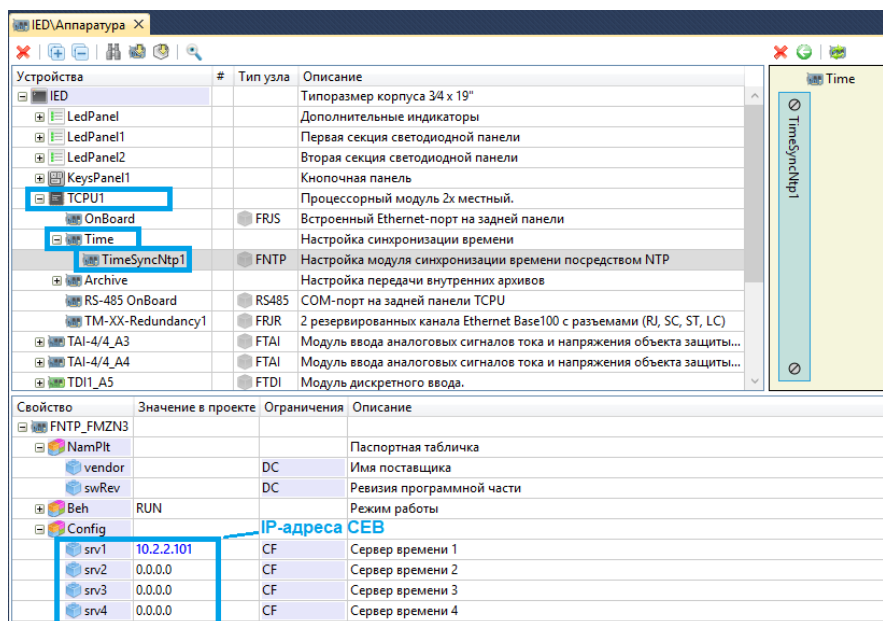 IED\Аппаратура
Устройства # Тип узла Описание
IED Типоразмер корпуса 3⁄4 x 19"
LedPanel Дополнительные индикаторы
LedPanel1 Первая секция светодиодной панели
LedPanel2 Вторая секция светодиодной панели
KeysPanel1 Кнопочная панель
TCPU1 Процессорный модуль 2х местный.
OnBoard FRJS Встроенный Ethernet-порт на задней панели
Time Настройка синхронизации времени
TimeSyncNtp1 FNTP Настройка модуля синхронизации времени посредством NTP
Archive Настройка передачи внутренних архивов
RS-485 OnBoard RS485 COM-порт на задней панели TCPU
TM-XX-Redundancy1 FRJR 2 резервированных канала Ethernet Base100 с разъемами (RJ, SC, ST, LC)
TAI-4/4_A3 FTAI Модуль ввода аналоговых сигналов тока и напряжения объекта защиты...
TAI-4/4_A4 FTAI Модуль ввода аналоговых сигналов тока и напряжения объекта защиты...
TDI1_A5 FTDI Модуль дискретного ввода.
Time
TimeSyncNtp1
Свойство Значение в проекте Ограничения Описание
FNTP_FMZN3
NamPlt Паспортная табличка
vendor DC Имя поставщика
swRev DC Ревизия программной части
Beh RUN Режим работы
Config IP-адреса СЕВ
srv1 10.2.2.101 CF Сервер времени 1
srv2 0.0.0.0 CF Сервер времени 2
srv3 0.0.0.0 CF Сервер времени 3
srv4 0.0.0.0 CF Сервер времени 4